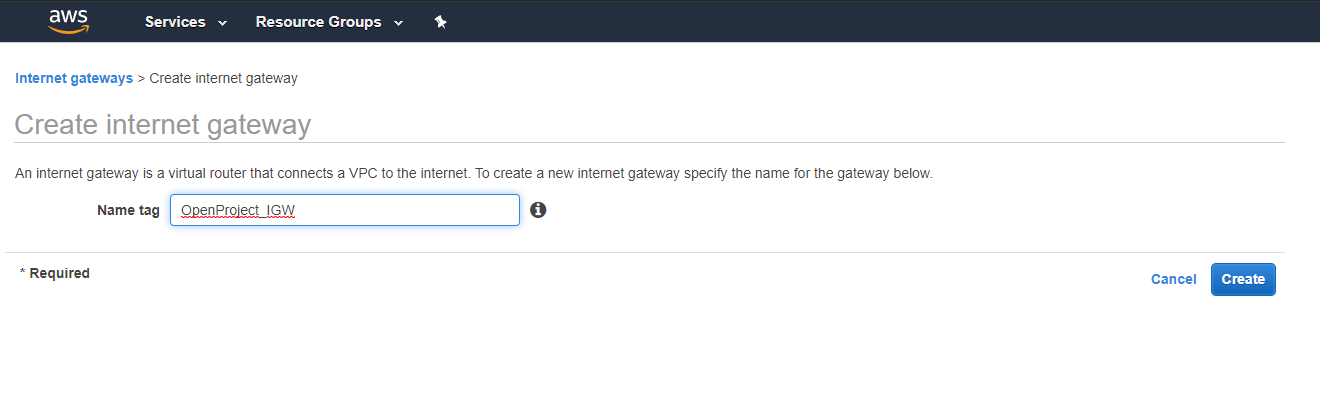 aws Services Resource Groups
Internet gateways > Create internet gateway
Create internet gateway
An internet gateway is a virtual router that connects a VPC to the internet. To create a new internet gateway specify the name for the gateway below.
Name tag OpenProject_IGW
* Required
Cancel Create